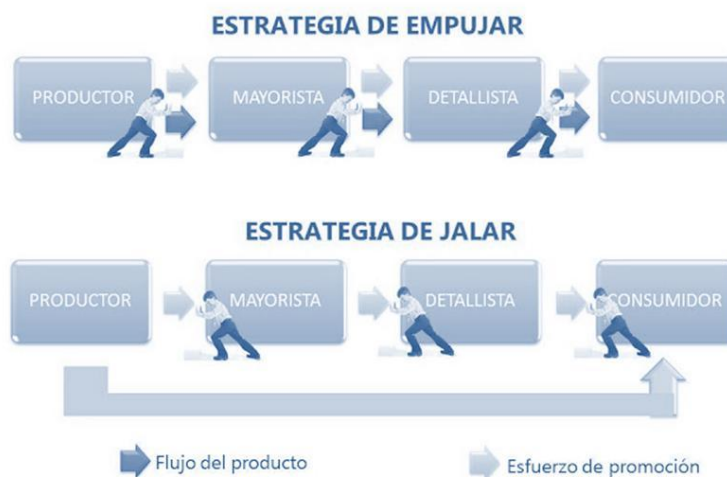 ESTRATEGIA DE EMPUJAR
PRODUCTOR MAYORISTA DETALLISTA CONSUMIDOR
ESTRATEGIA DE JALAR
PRODUCTOR MAYORISTA DETALLISTA CONSUMIDOR
Flujo del producto Esfuerzo de promoción